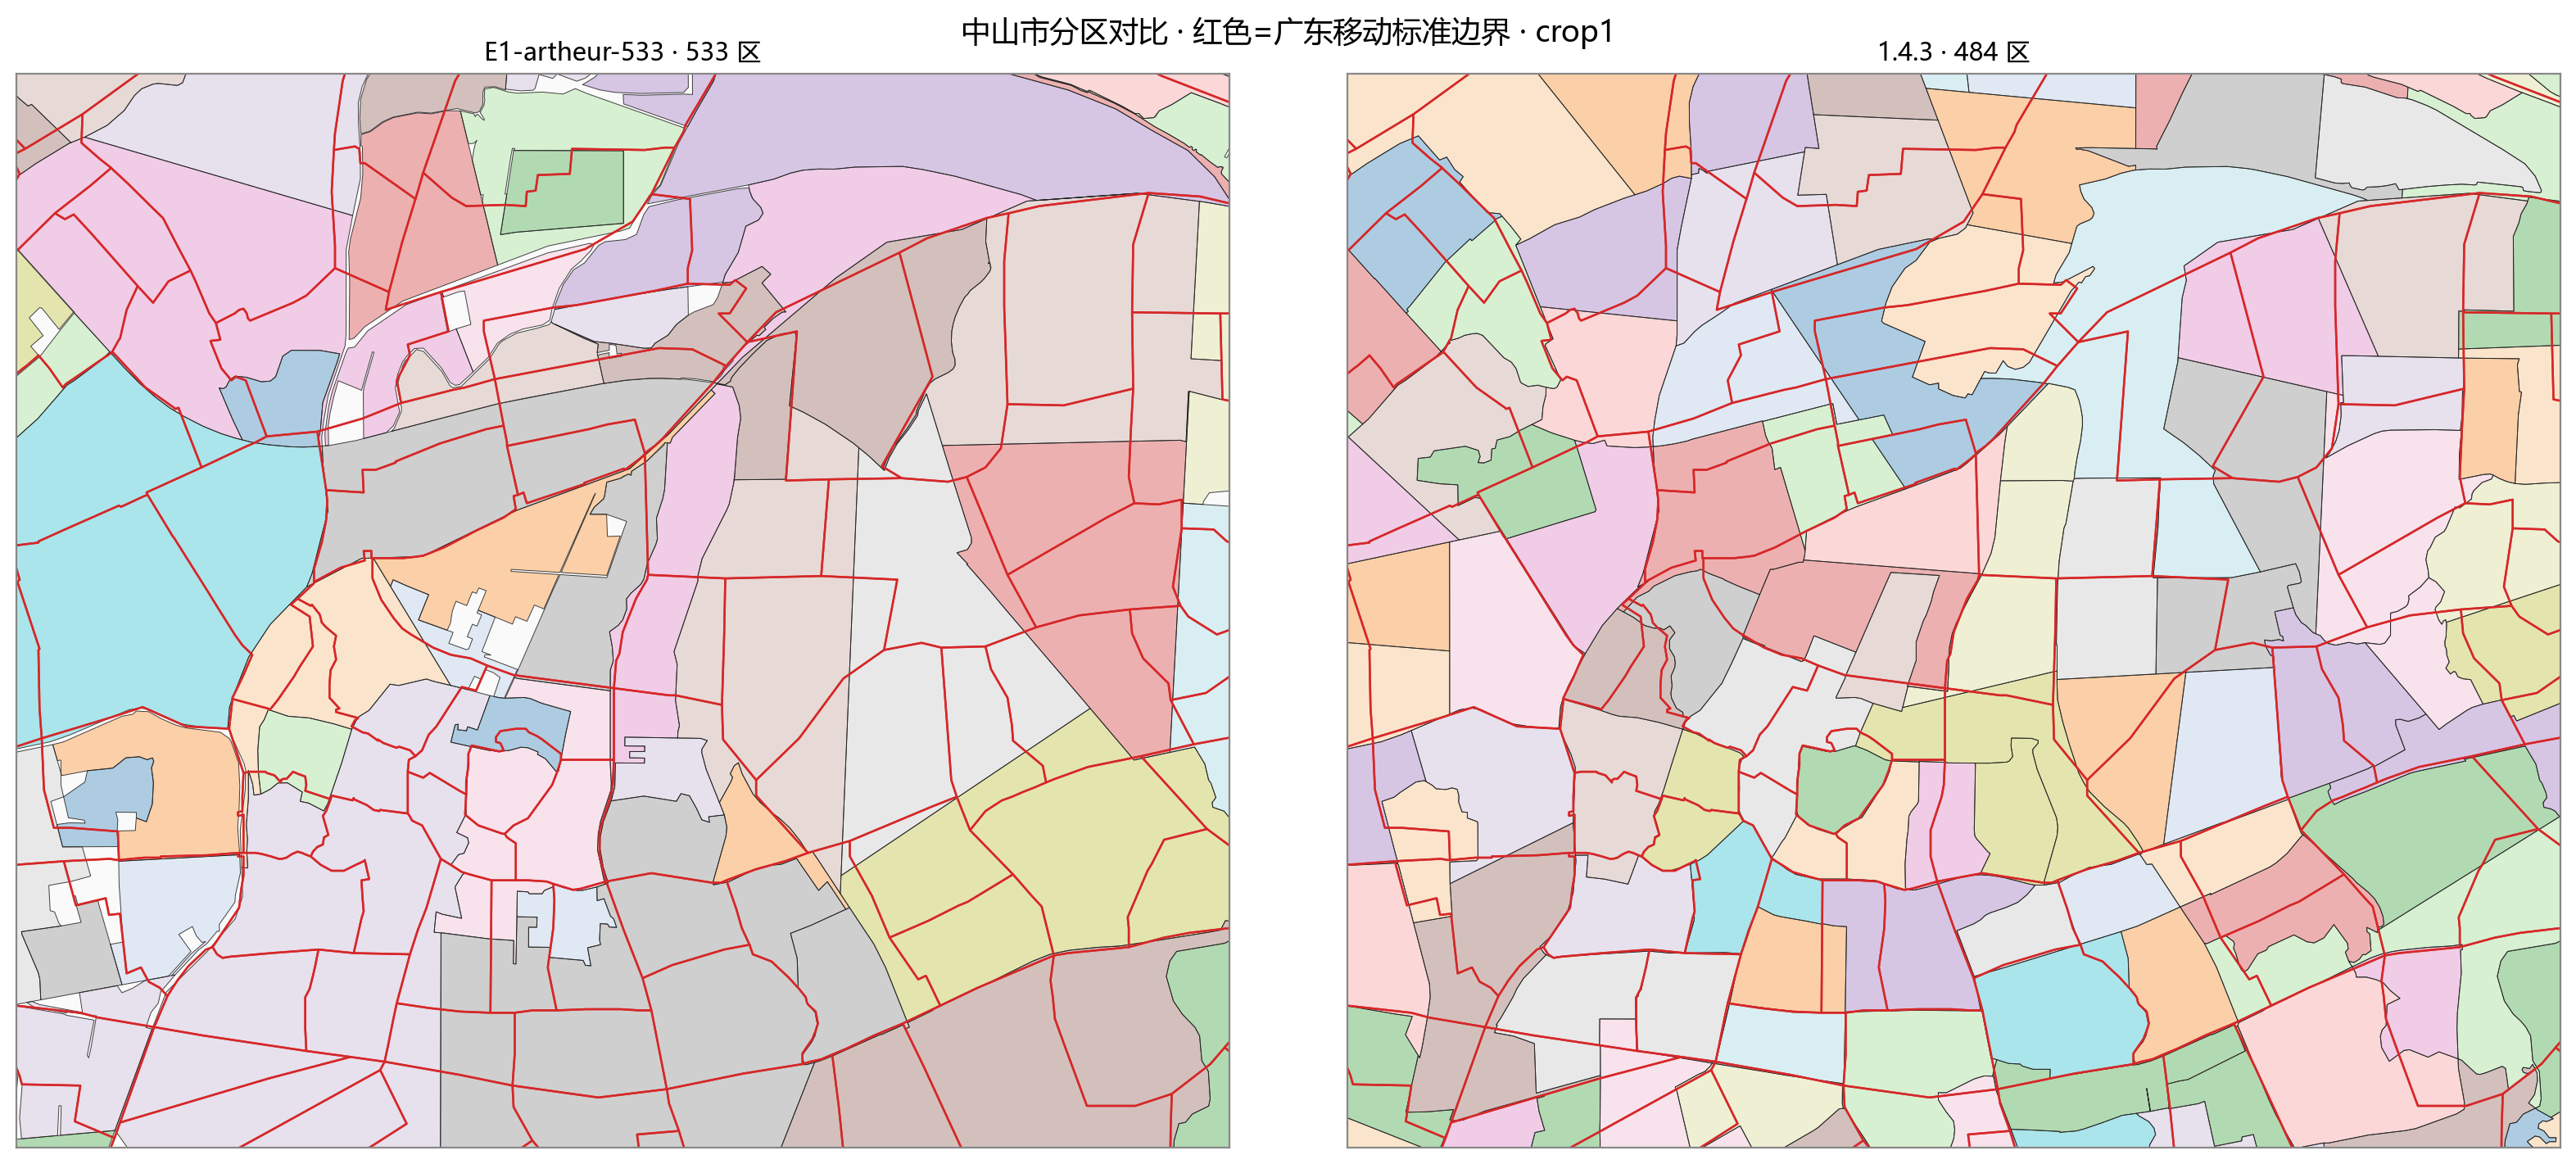 中山市分区对比 · 红色=广东移动标准边界 · crop1
E1-artheur-533 · 533 区
1.4.3 · 484 区